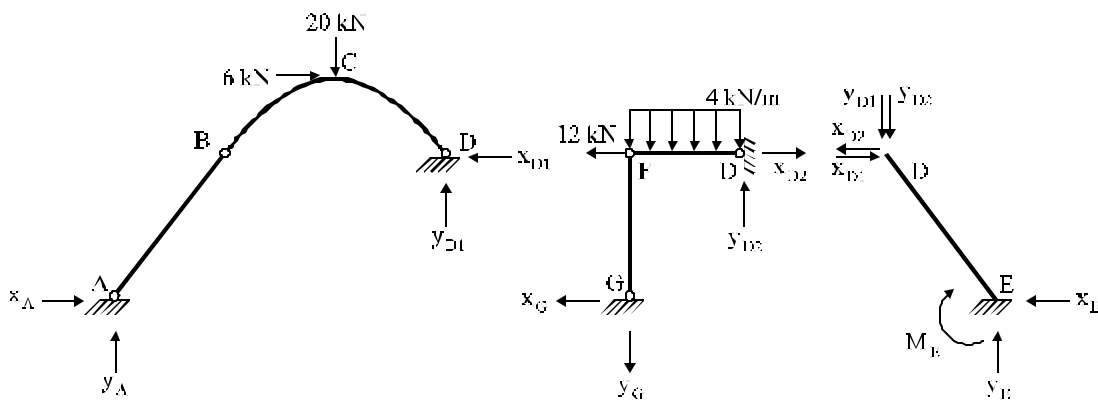 20 kN
6 kN
C
B
D
x_D1
y_D1
A
x_A
y_A
4 kN/m
12 kN
F
D
x_D2
y_D2
G
x_G
y_G
y_D1 y_D2
x_D2
x_D1
D
E
x_E
M_E
y_E